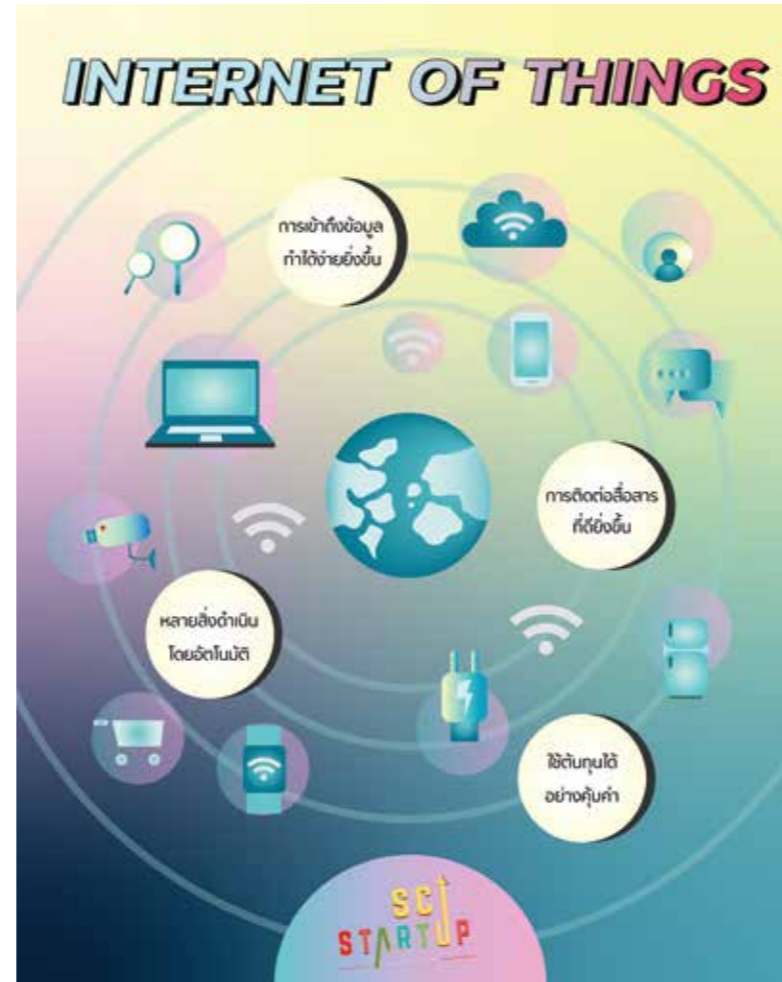 INTERNET OF THINGS
การเข้าถึงข้อมูล
ทำได้ง่ายยิ่งขึ้น
การติดต่อสื่อสาร
ที่ดียิ่งขึ้น
หลายสิ่งดำเนิน
โดยอัตโนมัติ
ใช้ต้นทุนได้
อย่างคุ้มค่า
SCI
STARTUP